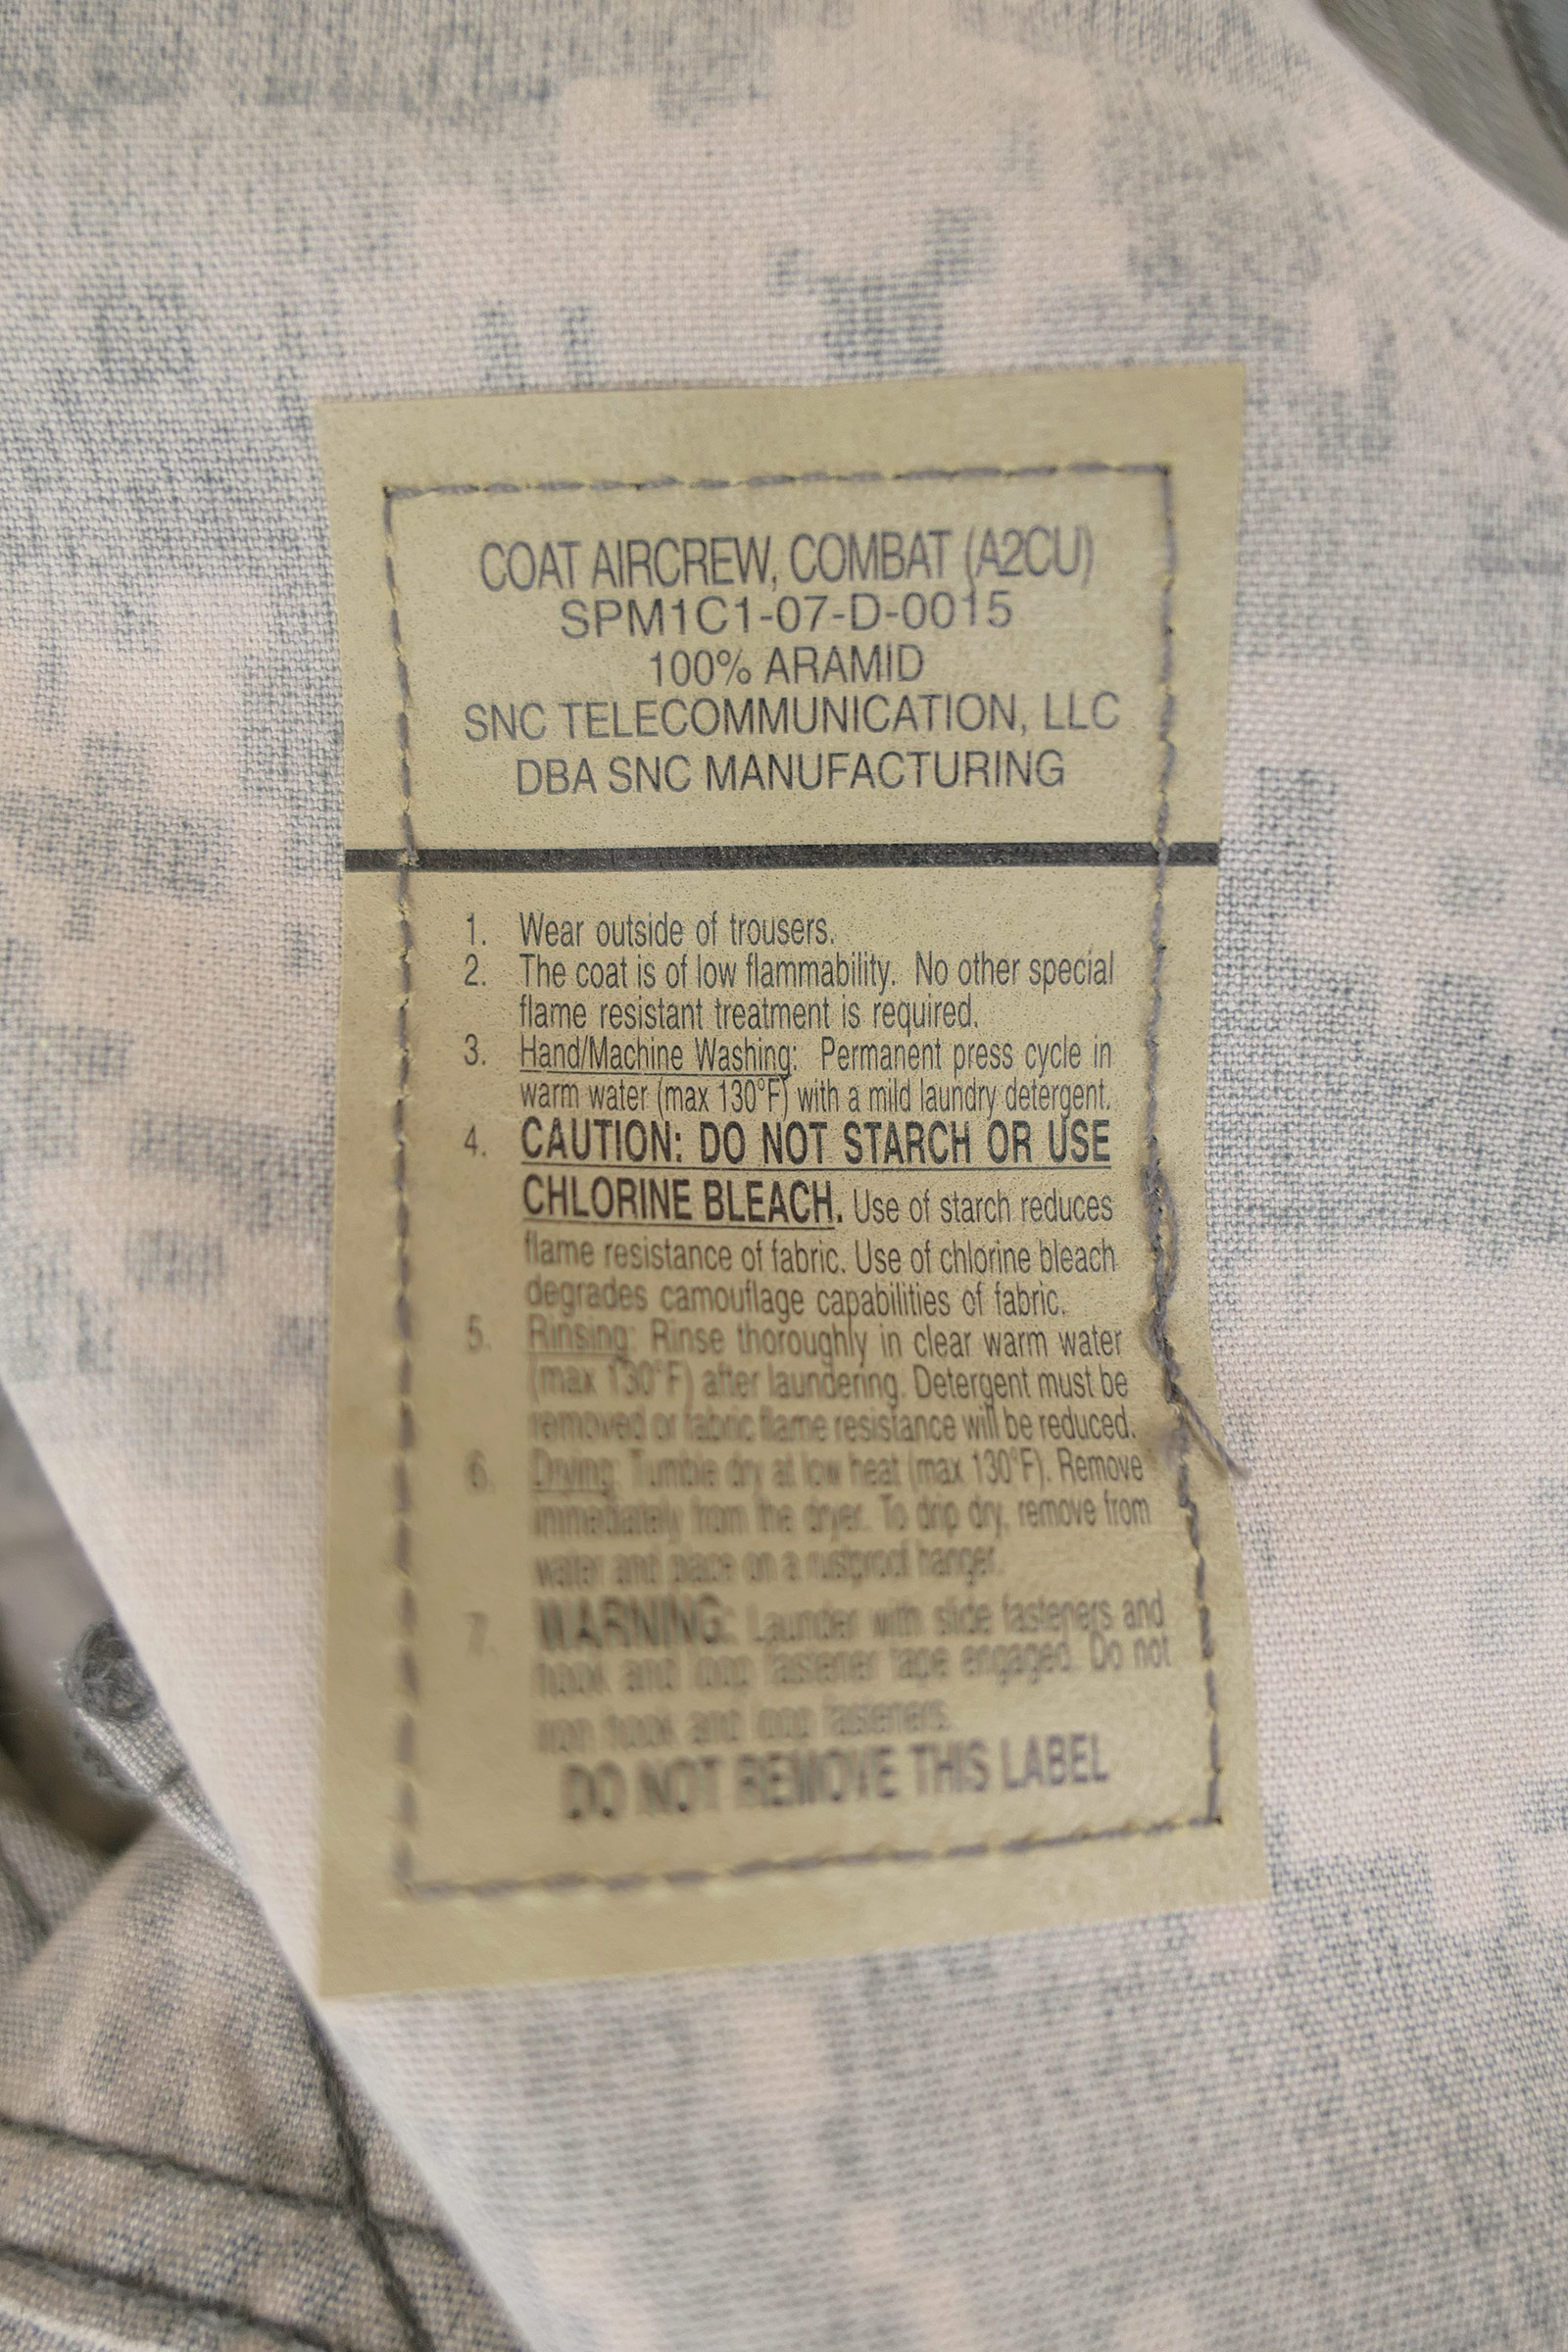 COAT AIRCREW, COMBAT (A2CU)
SPM1C1-07-D-0015
100% ARAMID
SNC TELECOMMUNICATION, LLC
DBA SNC MANUFACTURING
1. Wear outside of trousers.
2. The coat is of low flammability. No other special
flame resistant treatment is required.
3. Hand/Machine Washing: Permanent press cycle in
warm water (max 130°F) with a mild laundry detergent.
4. CAUTION: DO NOT STARCH OR USE
CHLORINE BLEACH. Use of starch reduces
flame resistance of fabric. Use of chlorine bleach
degrades camouflage capabilities of fabric.
5. Rinsing: Rinse thoroughly in clear warm water
(max 130°F) after laundering. Detergent must be
removed or fabric flame resistance will be reduced.
6. Drying: Tumble dry at low heat (max 130°F). Remove
immediately from the dryer. To drip dry, remove from
water and place on a rustproof hanger.
7. WARNING: Launder with slide fasteners and
hook and loop fastener tape engaged. Do not
iron hook and loop fasteners.
DO NOT REMOVE THIS LABEL